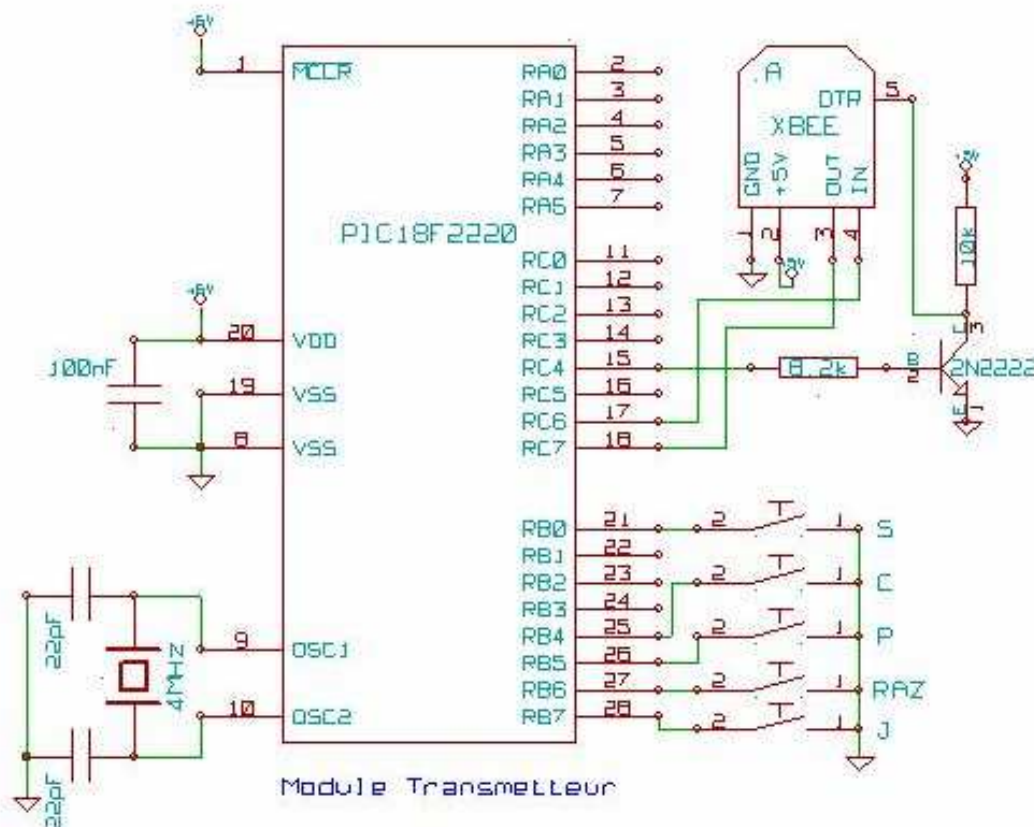 +5V
1
MCLR
PIC18F2220
+5V
20
VDD
100nF
19
VSS
8
VSS
22pF
4MHZ
9
OSC1
10
OSC2
22pF
RA0 2
RA1 3
RA2 4
RA3 5
RA4 6
RA5 7
RC0 11
RC1 12
RC2 13
RC3 14
RC4 15
RC5 16
RC6 17
RC7 18
RB0 21
RB1 22
RB2 23
RB3 24
RB4 25
RB5 26
RB6 27
RB7 28
A
DTR 5
XBEE
GND
+5V
OUT
IN
1
2
3
4
10k
8.2k
B
2
C
3
2N2222
E
1
2 1 S
2 1 C
2 1 P
2 1 RAZ
2 1 J
Module Transmetteur